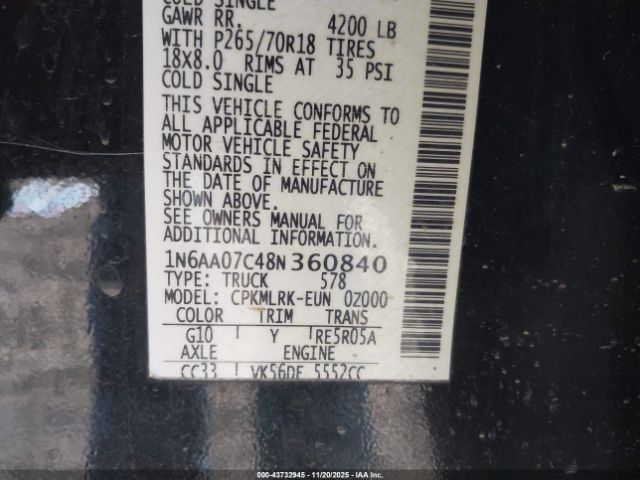 COLD SINGLE
GAWR RR. 4200 LB
WITH P265/70R18 TIRES
18X8.0 RIMS AT 35 PSI
COLD SINGLE
THIS VEHICLE CONFORMS TO
ALL APPLICABLE FEDERAL
MOTOR VEHICLE SAFETY
STANDARDS IN EFFECT ON
THE DATE OF MANUFACTURE
SHOWN ABOVE.
SEE OWNERS MANUAL FOR
ADDITIONAL INFORMATION.
1N6AA07C48N360840
TYPE: TRUCK 578
MODEL: CPKMLRK-EUN 0Z000
COLOR TRIM TRANS
G10 Y RE5R05A
AXLE ENGINE
CC33 VK56DE 5552CC
000-43732945 11/20/2025 IAAI.COM